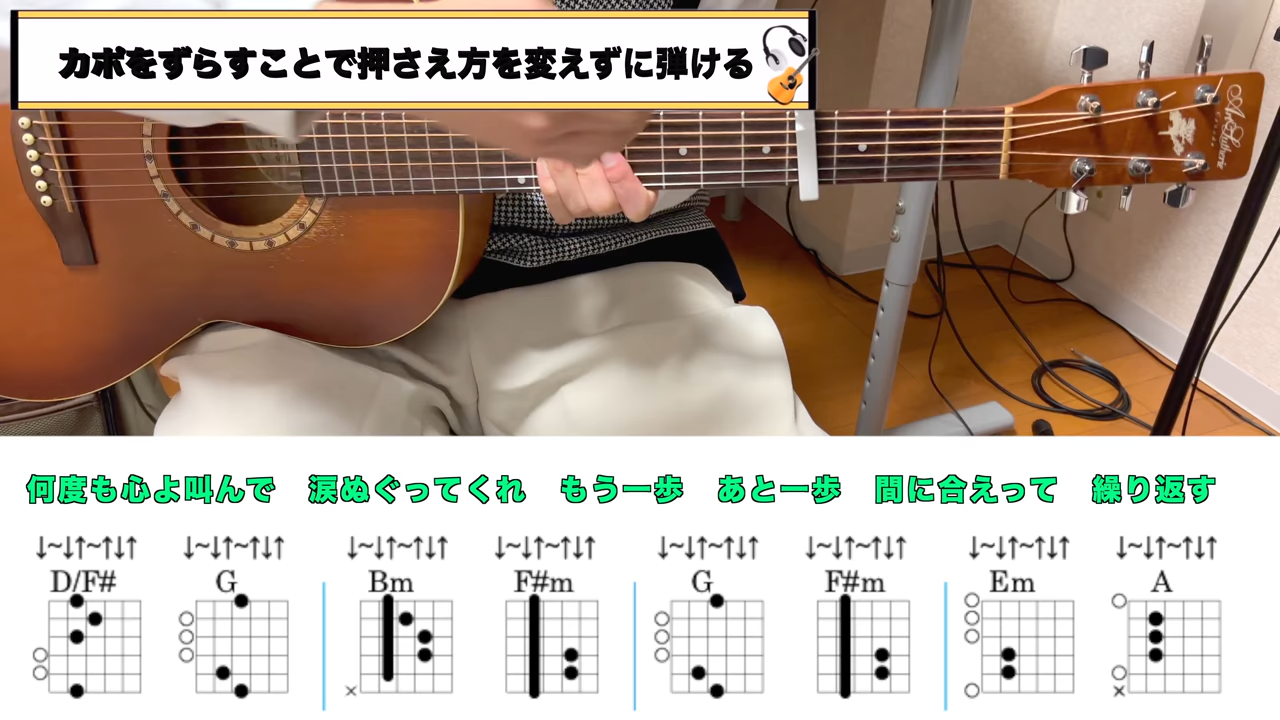 カポをずらすことで押さえ方を変えずに弾ける
何度も心よ叫んで 涙ぬぐってくれ もう一歩 あと一歩 間に合えって 繰り返す
↓~↓↑~↑↓↑ ↓~↓↑~↑↓↑ ↓~↓↑~↑↓↑ ↓~↓↑~↑↓↑ ↓~↓↑~↑↓↑ ↓~↓↑~↑↓↑ ↓~↓↑~↑↓↑ ↓~↓↑~↑↓↑
D/F# G Bm F#m G F#m Em A